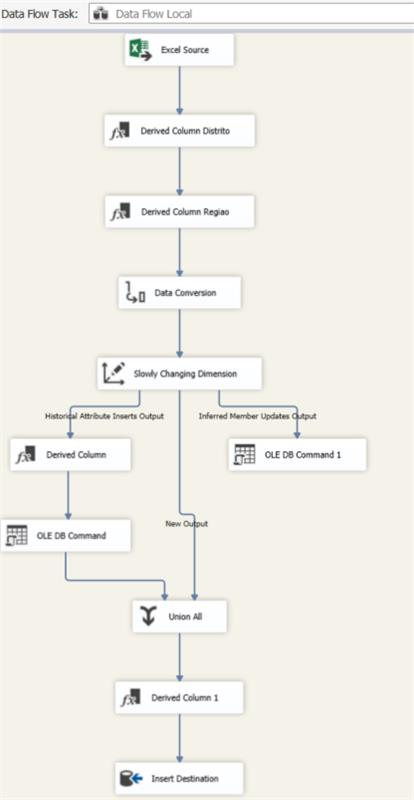 Data Flow Task: Data Flow Local
Excel Source
Derived Column Distrito
Derived Column Regiao
Data Conversion
Slowly Changing Dimension
Historical Attribute Inserts Output
Inferred Member Updates Output
Derived Column
OLE DB Command 1
New Output
OLE DB Command
Union All
Derived Column 1
Insert Destination